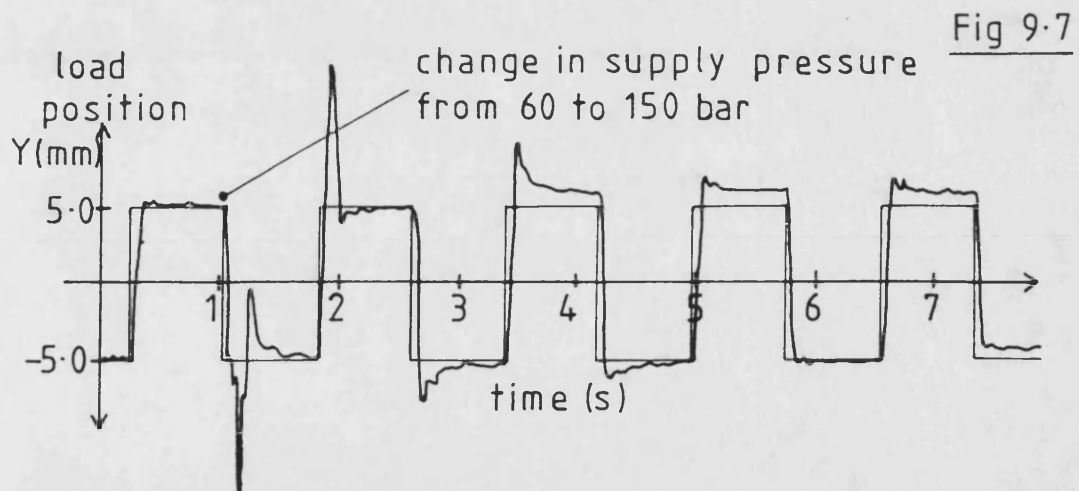 Fig 9·7
load
position
Y(mm)
change in supply pressure
from 60 to 150 bar
5·0
1 2 3 4 5 6 7
-5·0
time (s)